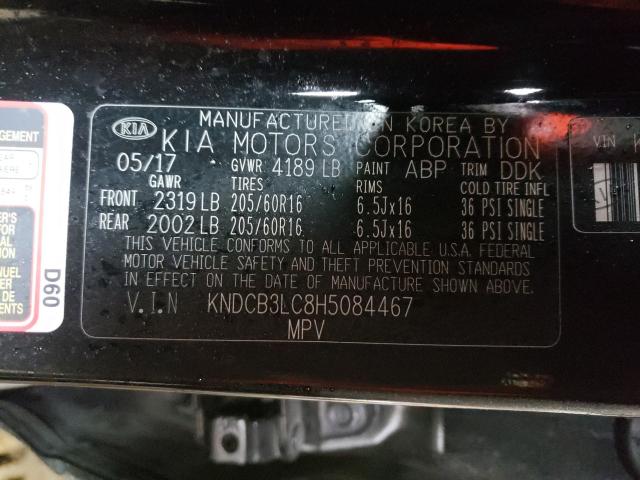 MANUFACTURED IN KOREA BY
KIA KIA MOTORS CORPORATION
05/17 GVWR 4189 LB PAINT ABP TRIM DDK
GAWR TIRES RIMS COLD TIRE INFL
FRONT 2319 LB 205/60R16 6.5Jx16 36 PSI SINGLE
REAR 2002 LB 205/60R16 6.5Jx16 36 PSI SINGLE
THIS VEHICLE CONFORMS TO ALL APPLICABLE U.S.A. FEDERAL
MOTOR VEHICLE SAFETY AND THEFT PREVENTION STANDARDS
IN EFFECT ON THE DATE OF MANUFACTURE SHOWN ABOVE.
V.I.N KNDCB3LC8H5084467
MPV
D60
VIN K